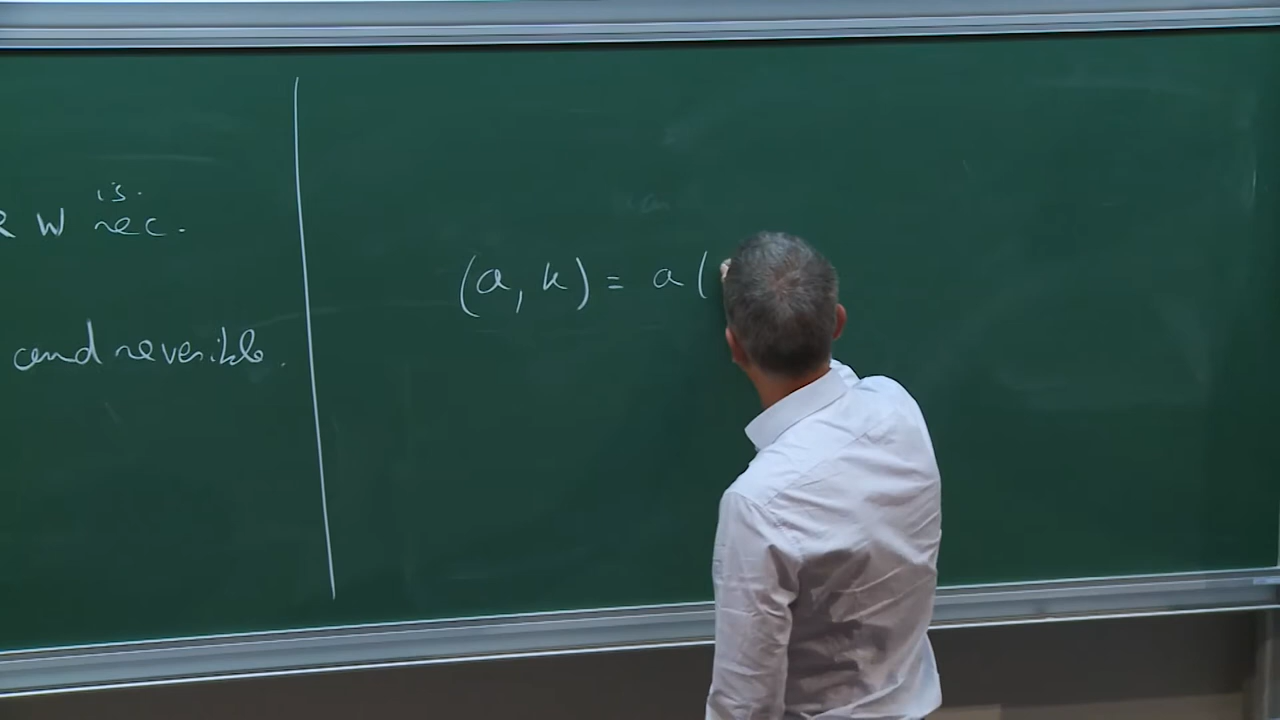 is.
W rec.
and reversible.
(a, k) = a (